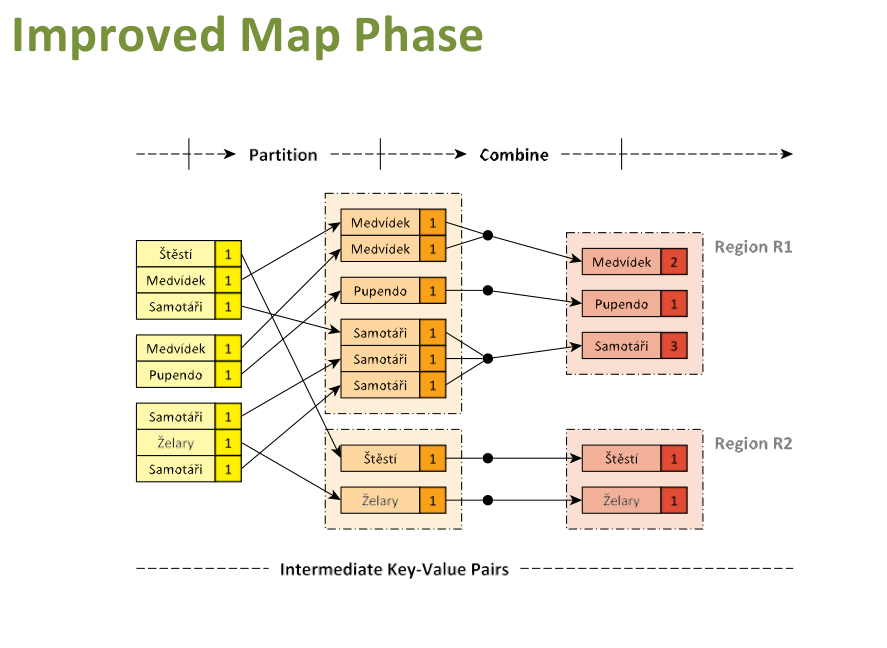 Improved Map Phase
Partition
Combine
Štěstí 1
Medvídek 1
Samotáři 1
Medvídek 1
Pupendo 1
Samotáři 1
Želary 1
Samotáři 1
Medvídek 1
Medvídek 1
Pupendo 1
Samotáři 1
Samotáři 1
Samotáři 1
Štěstí 1
Želary 1
Region R1
Medvídek 2
Pupendo 1
Samotáři 3
Region R2
Štěstí 1
Želary 1
Intermediate Key-Value Pairs